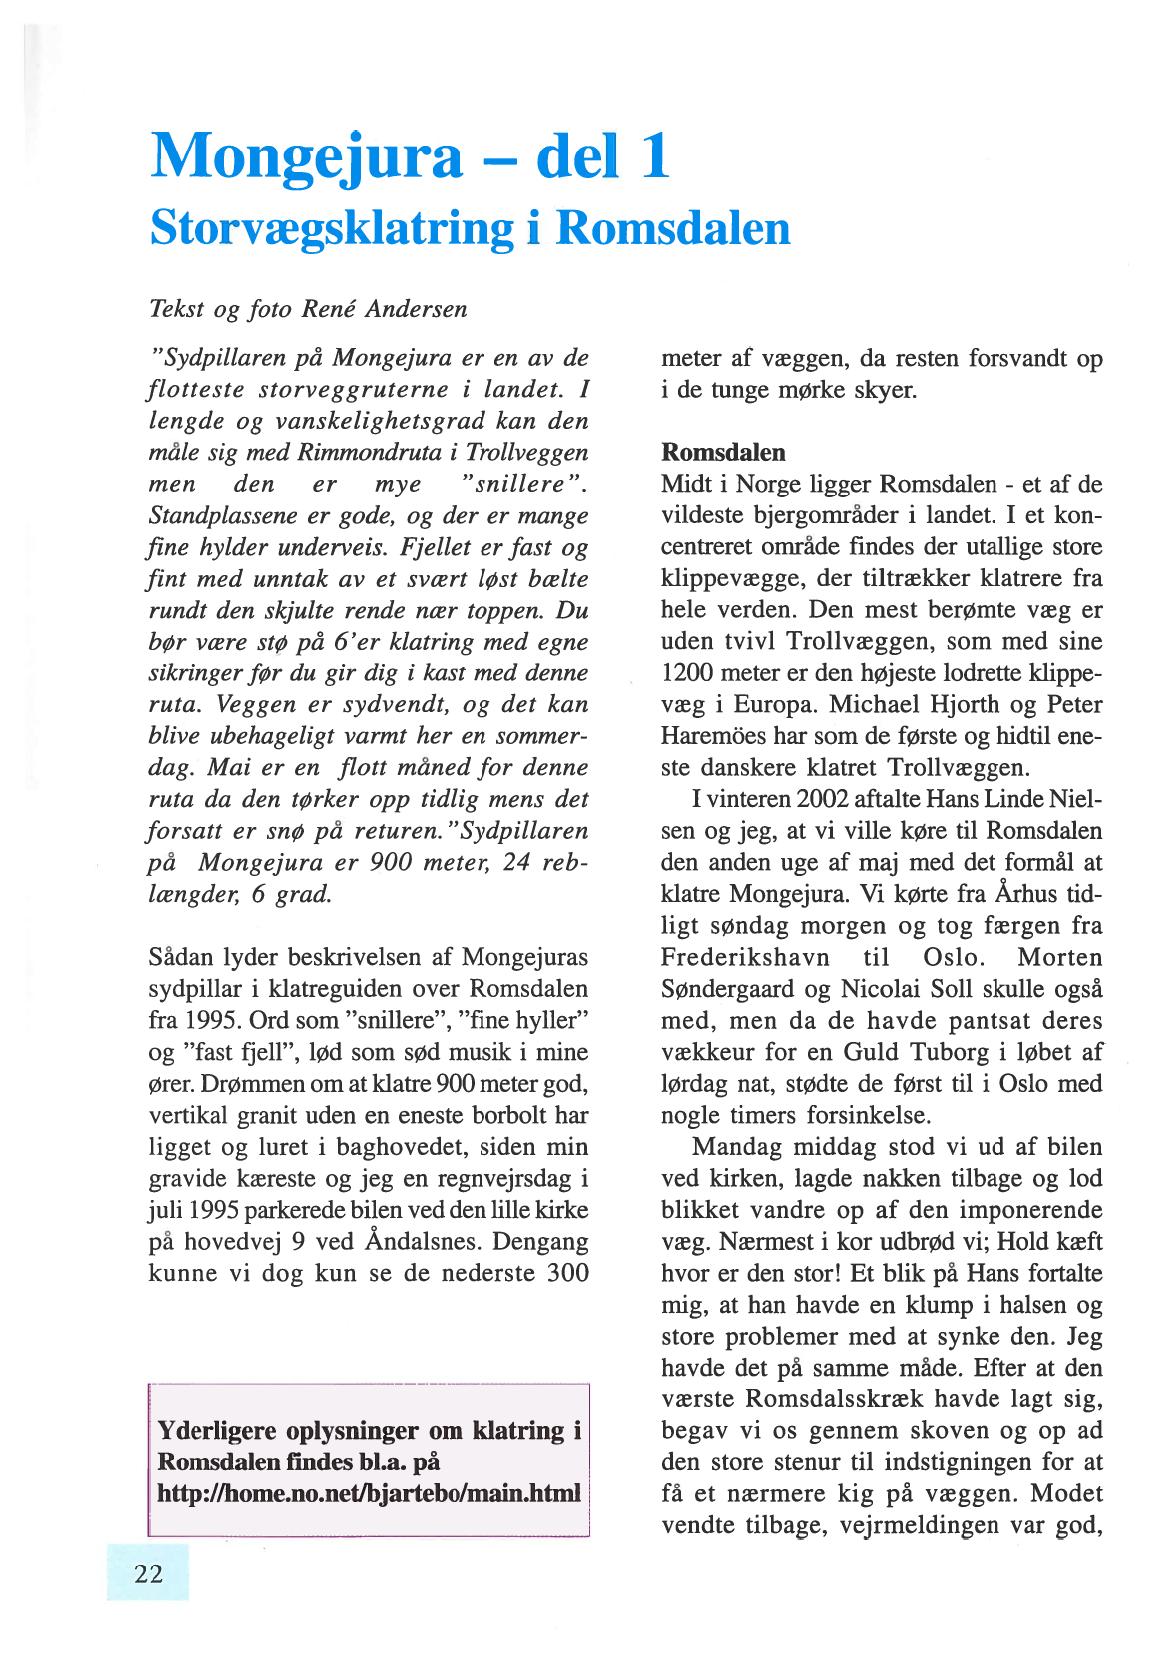 Mongejura – del 1
Storvægsklatring i Romsdalen
Tekst og foto René Andersen
”Sydpillaren på Mongejura er en av de
flotteste storveggruterne i landet. I
lengde og vanskelighetsgrad kan den
måle sig med Rimmondruta i Trollveggen
men den er mye ”snillere”.
Standplassene er gode, og der er mange
fine hylder underveis. Fjellet er fast og
fint med unntak av et svært løst bælte
rundt den skjulte rende nær toppen. Du
bør være stø på 6’er klatring med egne
sikringer før du gir dig i kast med denne
ruta. Veggen er sydvendt, og det kan
blive ubehageligt varmt her en sommer-
dag. Mai er en flott måned for denne
ruta da den tørker opp tidlig mens det
forsatt er snø på returen.”Sydpillaren
på Mongejura er 900 meter, 24 reb-
længder, 6 grad.
Sådan lyder beskrivelsen af Mongejuras
sydpillar i klatreguiden over Romsdalen
fra 1995. Ord som ”snillere”, ”fine hyller”
og ”fast fjell”, lød som sød musik i mine
ører. Drømmen om at klatre 900 meter god,
vertikal granit uden en eneste borbolt har
ligget og luret i baghovedet, siden min
gravide kæreste og jeg en regnvejrsdag i
juli 1995 parkerede bilen ved den lille kirke
på hovedvej 9 ved Åndalsnes. Dengang
kunne vi dog kun se de nederste 300
Yderligere oplysninger om klatring i
Romsdalen findes bl.a. på
http://home.no.net/bjartebo/main.html
22
meter af væggen, da resten forsvandt op
i de tunge mørke skyer.
Romsdalen
Midt i Norge ligger Romsdalen - et af de
vildeste bjergområder i landet. I et kon-
centreret område findes der utallige store
klippevægge, der tiltrækker klatrere fra
hele verden. Den mest berømte væg er
uden tvivl Trollvæggen, som med sine
1200 meter er den højeste lodrette klippe-
væg i Europa. Michael Hjorth og Peter
Haremöes har som de første og hidtil ene-
ste danskere klatret Trollvæggen.
I vinteren 2002 aftalte Hans Linde Niel-
sen og jeg, at vi ville køre til Romsdalen
den anden uge af maj med det formål at
klatre Mongejura. Vi kørte fra Århus tid-
ligt søndag morgen og tog færgen fra
Frederikshavn til Oslo. Morten
Søndergaard og Nicolai Soll skulle også
med, men da de havde pantsat deres
vækkeur for en Guld Tuborg i løbet af
lørdag nat, stødte de først til i Oslo med
nogle timers forsinkelse.
Mandag middag stod vi ud af bilen
ved kirken, lagde nakken tilbage og lod
blikket vandre op af den imponerende
væg. Nærmest i kor udbrød vi; Hold kæft
hvor er den stor! Et blik på Hans fortalte
mig, at han havde en klump i halsen og
store problemer med at synke den. Jeg
havde det på samme måde. Efter at den
værste Romsdalsskræk havde lagt sig,
begav vi os gennem skoven og op ad
den store stenur til indstigningen for at
få et nærmere kig på væggen. Modet
vendte tilbage, vejrmeldingen var god,